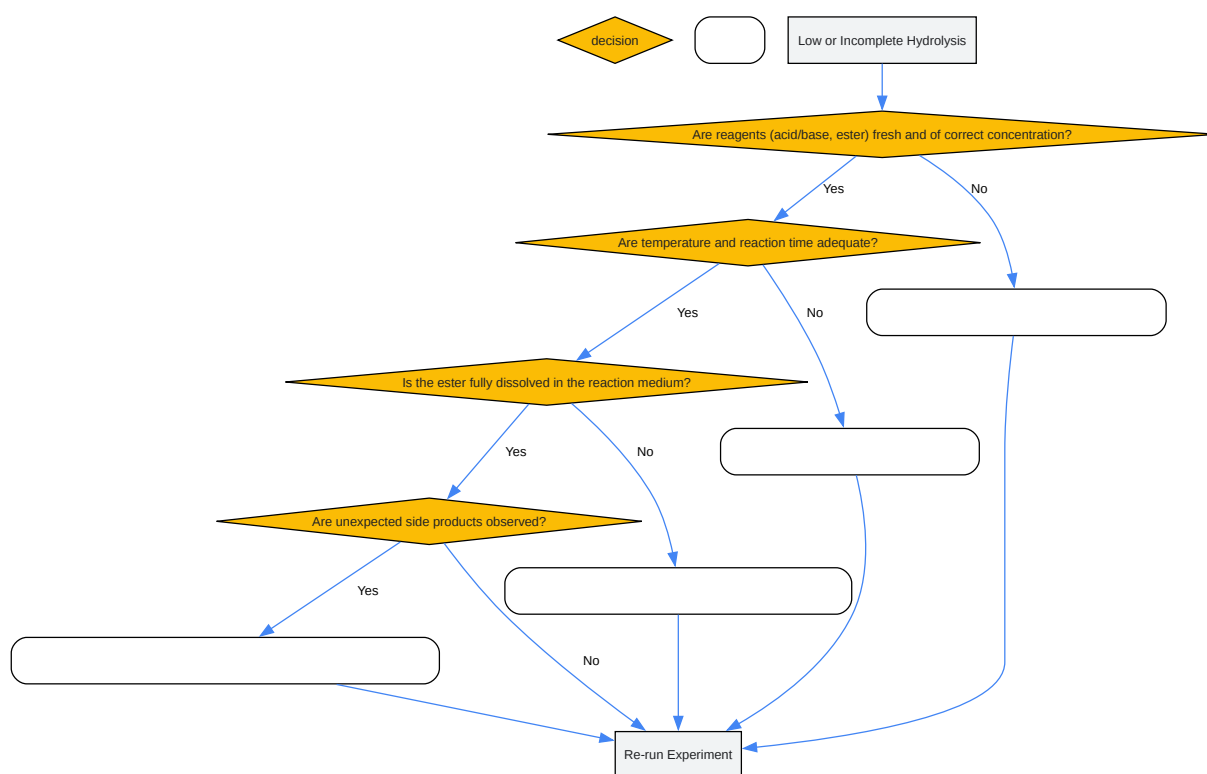 decision
Low or Incomplete Hydrolysis
Are reagents (acid/base, ester) fresh and of correct concentration?
Yes
No
Are temperature and reaction time adequate?
Yes
No
Is the ester fully dissolved in the reaction medium?
Yes
No
Are unexpected side products observed?
Yes
No
Re-run Experiment